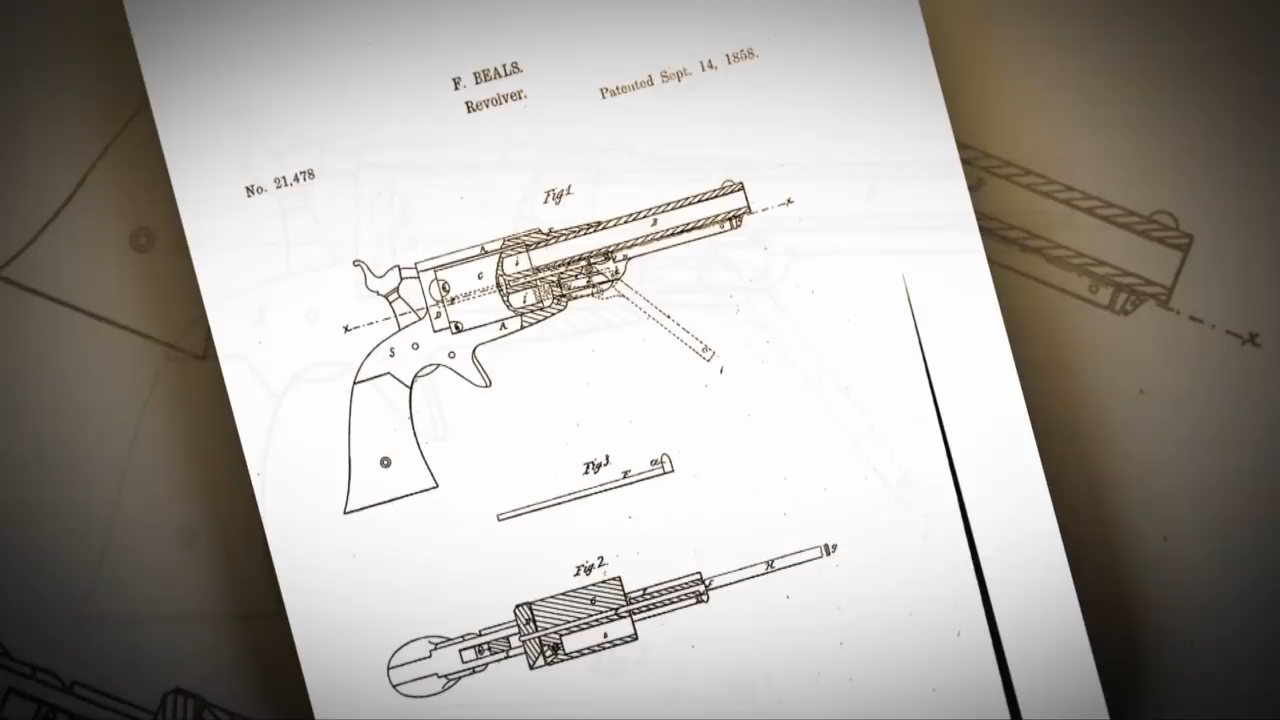 F. BEALS.
Revolver.
Patented Sept. 14, 1858.
No. 21,478
Fig 1
x
A
C
i
B
i
D
A
S
x
Fig 3.
F
a
Fig. 2.
H
g
x